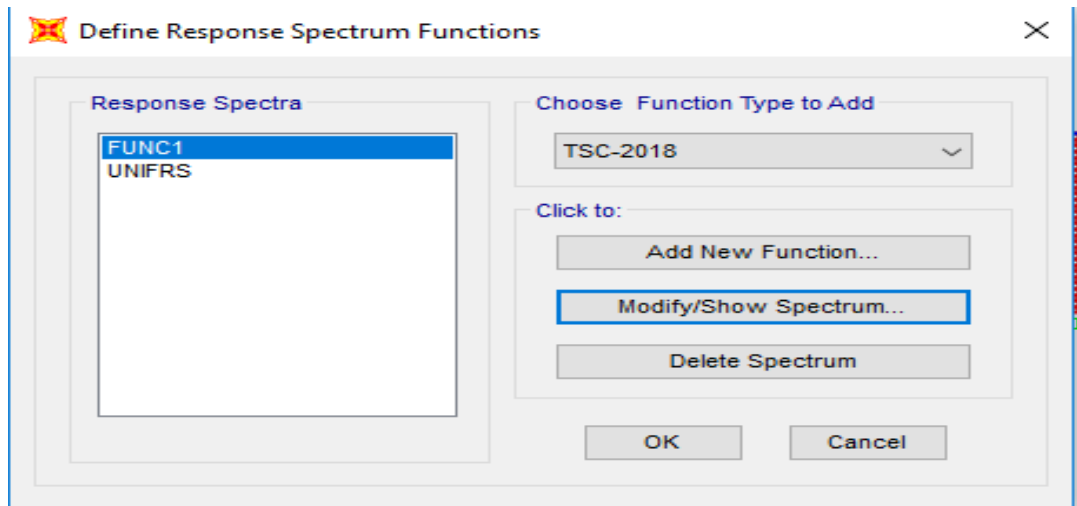 Define Response Spectrum Functions
Response Spectra
FUNC1
UNIFRS
Choose Function Type to Add
TSC-2018
Click to:
Add New Function...
Modify/Show Spectrum...
Delete Spectrum
OK
Cancel